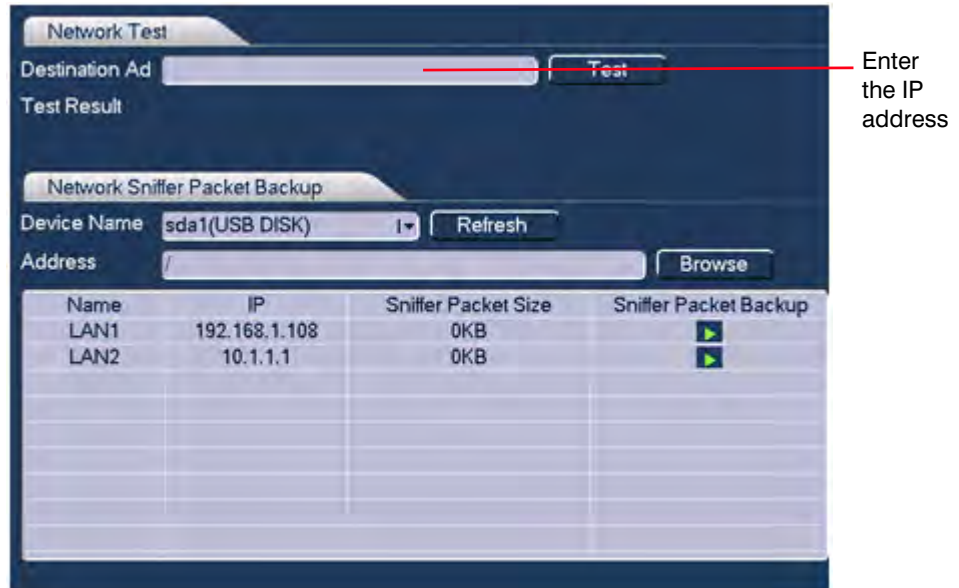 Network Test
Destination Ad
Test
Enter
the IP
address
Test Result
Network Sniffer Packet Backup
Device Name sda1(USB DISK) Refresh
Address / Browse
Name IP Sniffer Packet Size Sniffer Packet Backup
LAN1 192.168.1.108 0KB
LAN2 10.1.1.1 0KB